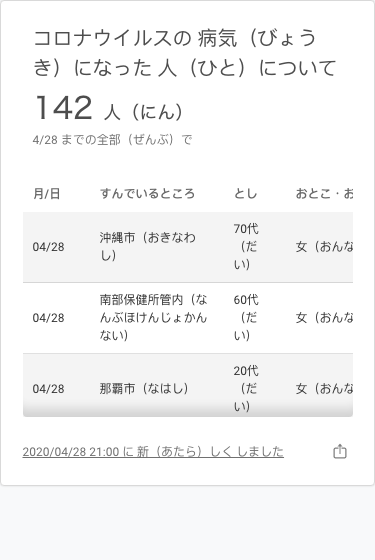 コロナウイルスの 病気（びょう
き）になった 人（ひと）について
142 人（にん）
4/28 までの全部（ぜんぶ）で
月/日 すんでいるところ とし おとこ・お
04/28 沖縄市（おきなわし） 70代（だい） 女（おんな
04/28 南部保健所管内（なんぶほけんじょかんない） 60代（だい） 女（おんな
04/28 那覇市（なはし） 20代（だい） 女（おんな
2020/04/28 21:00 に 新（あたら）しく しました